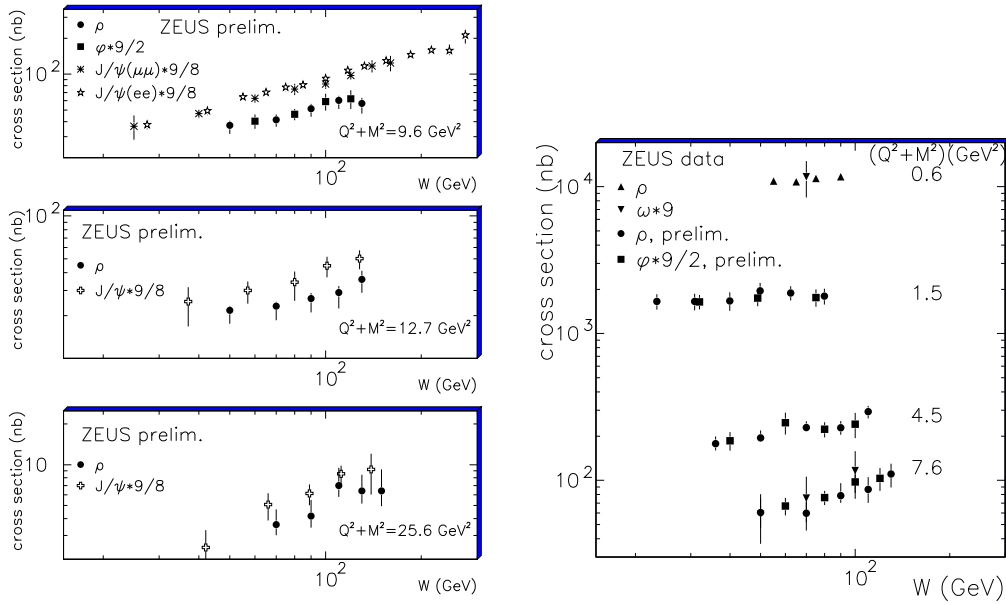 cross section (nb)
ZEUS prelim.
ρ
φ*9/2
J/ψ(μμ)*9/8
J/ψ(ee)*9/8
10²
Q²+M²=9.6 GeV²
10²
W (GeV)
cross section (nb)
10²
ZEUS prelim.
ρ
J/ψ*9/8
Q²+M²=12.7 GeV²
10²
W (GeV)
cross section (nb)
10
ZEUS prelim.
ρ
J/ψ*9/8
Q²+M²=25.6 GeV²
10²
W (GeV)
cross section (nb)
ZEUS data
(Q²+M²)(GeV²)
ρ
ω*9
ρ, prelim.
φ*9/2, prelim.
10⁴
10³
10²
0.6
1.5
4.5
7.6
10²
W (GeV)